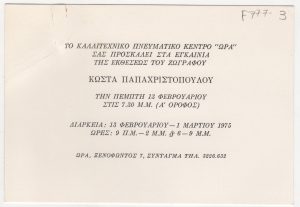 F777-3
ΤΟ ΚΑΛΛΙΤΕΧΝΙΚΟ ΠΝΕΥΜΑΤΙΚΟ ΚΕΝΤΡΟ "ΩΡΑ"
ΣΑΣ ΠΡΟΣΚΑΛΕΙ ΣΤΑ ΕΓΚΑΙΝΙΑ
ΤΗΣ ΕΚΘΕΣΕΩΣ ΤΟΥ ΖΩΓΡΑΦΟΥ
ΚΩΣΤΑ ΠΑΠΑΧΡΙΣΤΟΠΟΥΛΟΥ
ΤΗΝ ΠΕΜΠΤΗ 13 ΦΕΒΡΟΥΑΡΙΟΥ
ΣΤΙΣ 7.30 Μ.Μ. (Α' ΟΡΟΦΟΣ)
ΔΙΑΡΚΕΙΑ: 13 ΦΕΒΡΟΥΑΡΙΟΥ—1 ΜΑΡΤΙΟΥ 1975
ΩΡΕΣ: 9 Π.Μ.—2 Μ.Μ. & 6—9 Μ.Μ.
ΩΡΑ, ΞΕΝΟΦΩΝΤΟΣ 7, ΣΥΝΤΑΓΜΑ ΤΗΛ. 3226.632